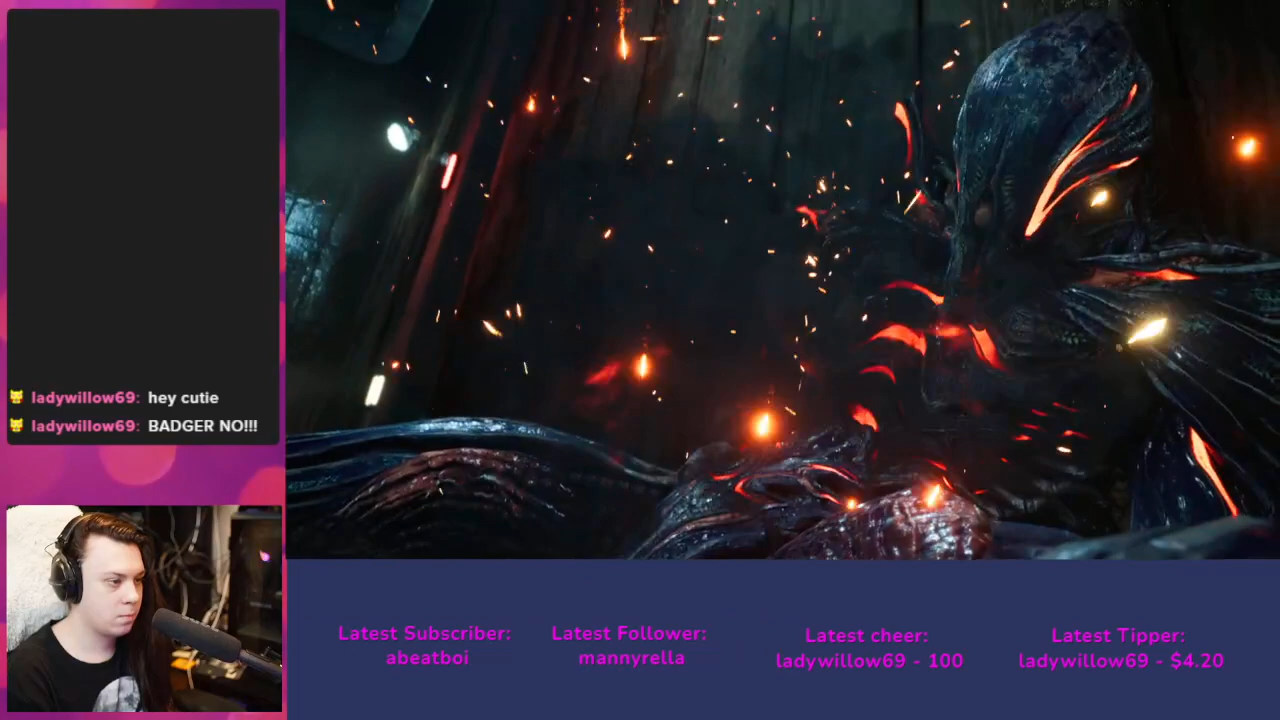 ladywillow69: hey cutie
ladywillow69: BADGER NO!!!
Latest Subscriber:
abeatboi
Latest Follower:
mannyrella
Latest cheer:
ladywillow69 - 100
Latest Tipper:
ladywillow69 - $4.20